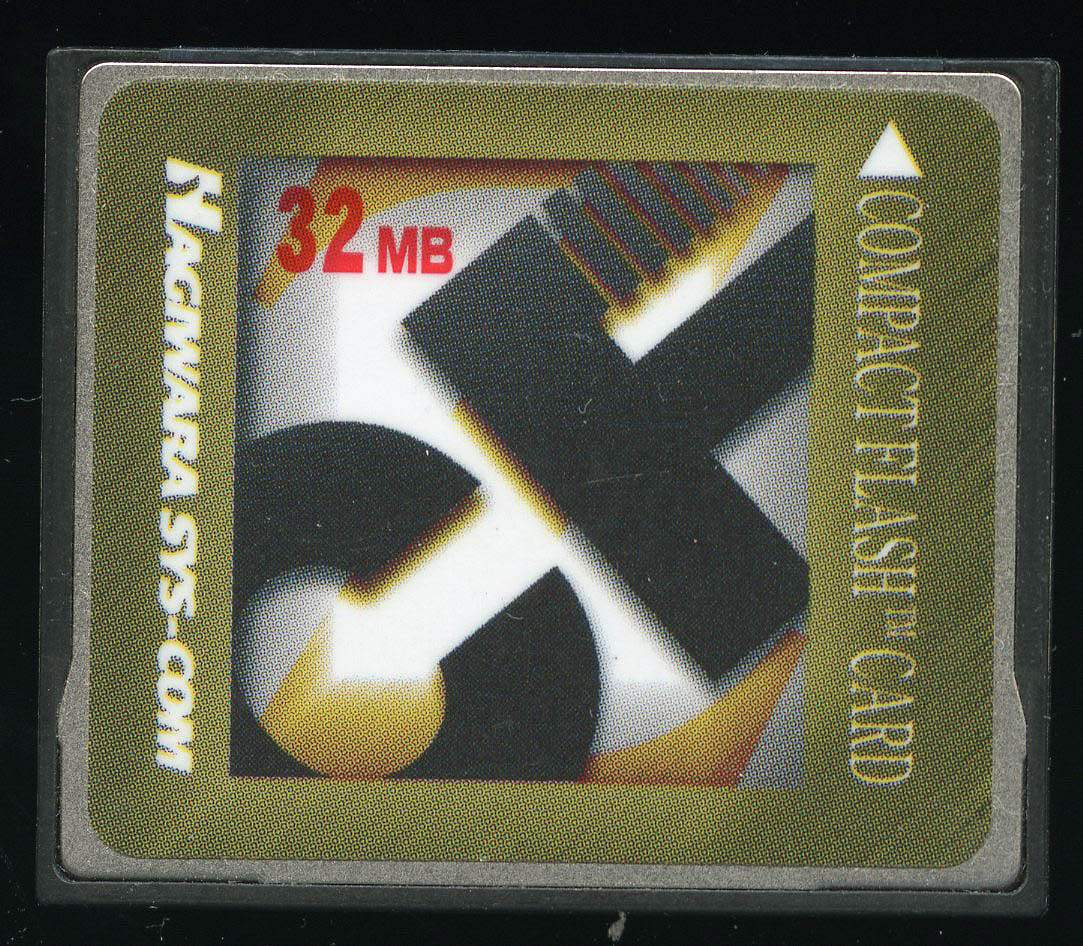 32 MB
COMPACT FLASH™ CARD
HAGIWARA SYS-COM